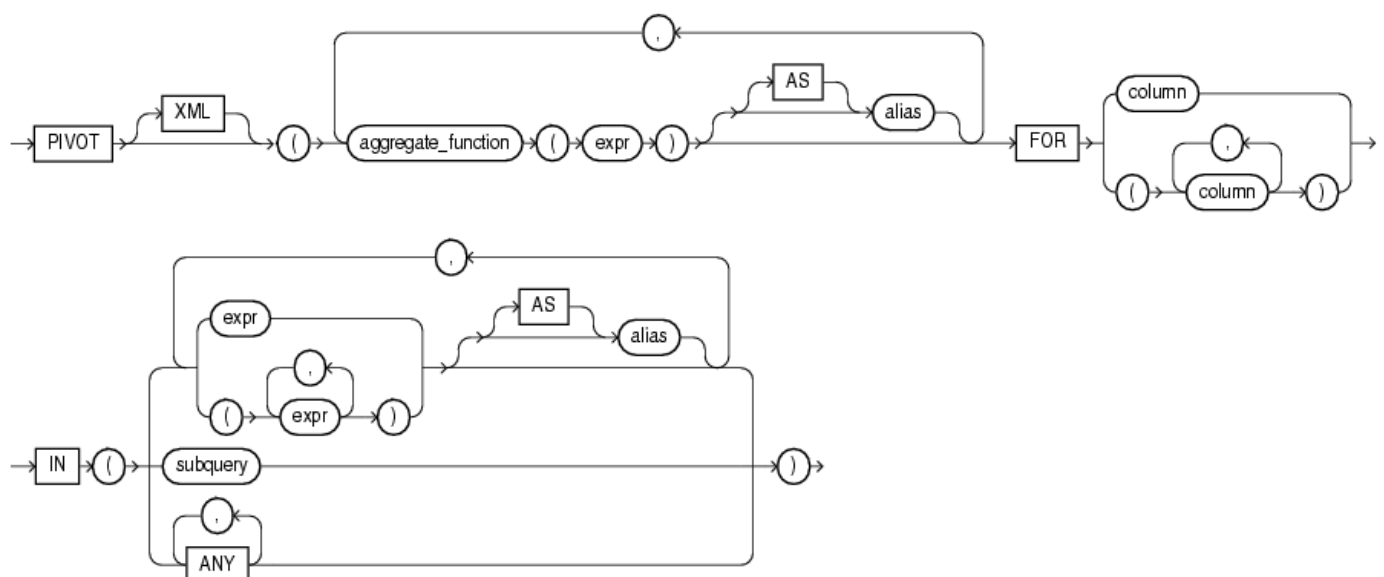 ,
AS
XML
alias
column
PIVOT ( aggregate_function ( expr ) FOR ,
( column )
,
expr AS
alias
,
( expr )
IN ( subquery )
,
ANY